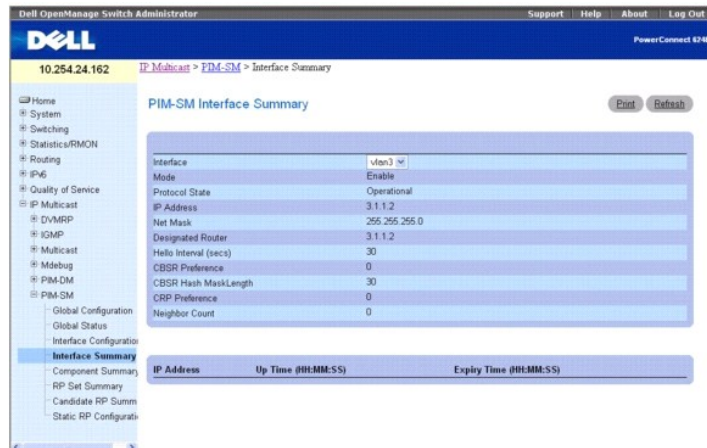 Dell OpenManage Switch Administrator
Support Help About Log Out
DELL
PowerConnect 624
10.254.24.162
IP Multicast > PIM-SM > Interface Summary
Home
System
Switching
Statistics/RMON
Routing
IPv6
Quality of Service
IP Multicast
DVMRP
IGMP
Multicast
Mdebug
PIM-DM
PIM-SM
Global Configuration
Global Status
Interface Configuration
Interface Summary
Component Summary
RP Set Summary
Candidate RP Summ
Static RP Configurati
PIM-SM Interface Summary
Print Refresh
Interface vlan3
Mode Enable
Protocol State Operational
IP Address 3.1.1.2
Net Mask 255.255.255.0
Designated Router 3.1.1.2
Hello Interval (secs) 30
CBSR Preference 0
CBSR Hash MaskLength 30
CRP Preference 0
Neighbor Count 0
IP Address Up Time (HH:MM:SS) Expiry Time (HH:MM:SS)